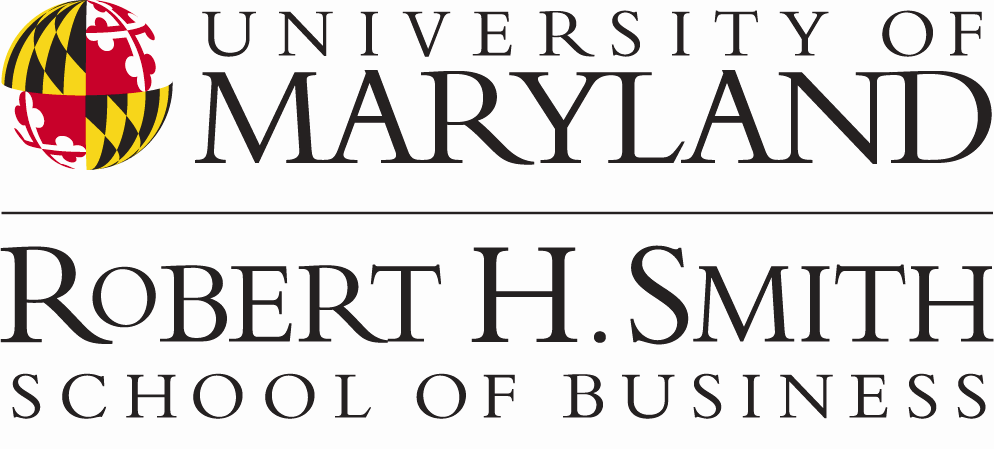 UNIVERSITY OF
MARYLAND
ROBERT H. SMITH
SCHOOL OF BUSINESS